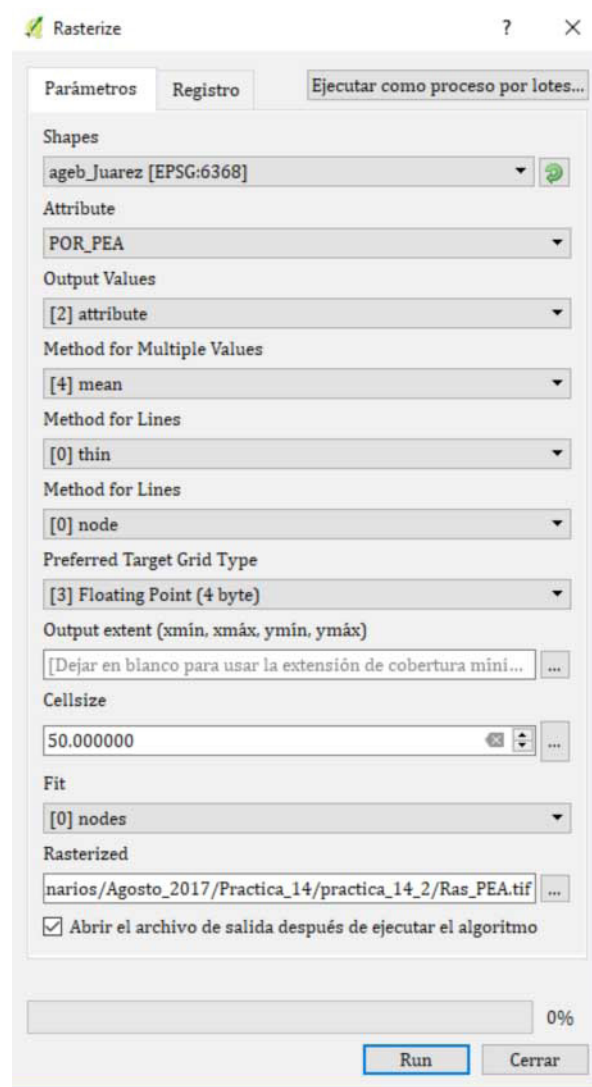 Rasterize
?
Parámetros
Registro
Ejecutar como proceso por lotes...
Shapes
ageb_Juarez [EPSG:6368]
Attribute
POR_PEA
Output Values
[2] attribute
Method for Multiple Values
[4] mean
Method for Lines
[0] thin
Method for Lines
[0] node
Preferred Target Grid Type
[3] Floating Point (4 byte)
Output extent (xmín, xmáx, ymín, ymáx)
[Dejar en blanco para usar la extensión de cobertura mini...
...
Cellsize
50.000000
...
Fit
[0] nodes
Rasterized
narios/Agosto_2017/Practica_14/practica_14_2/Ras_PEA.tif
...
Abrir el archivo de salida después de ejecutar el algoritmo
0%
Run
Cerrar